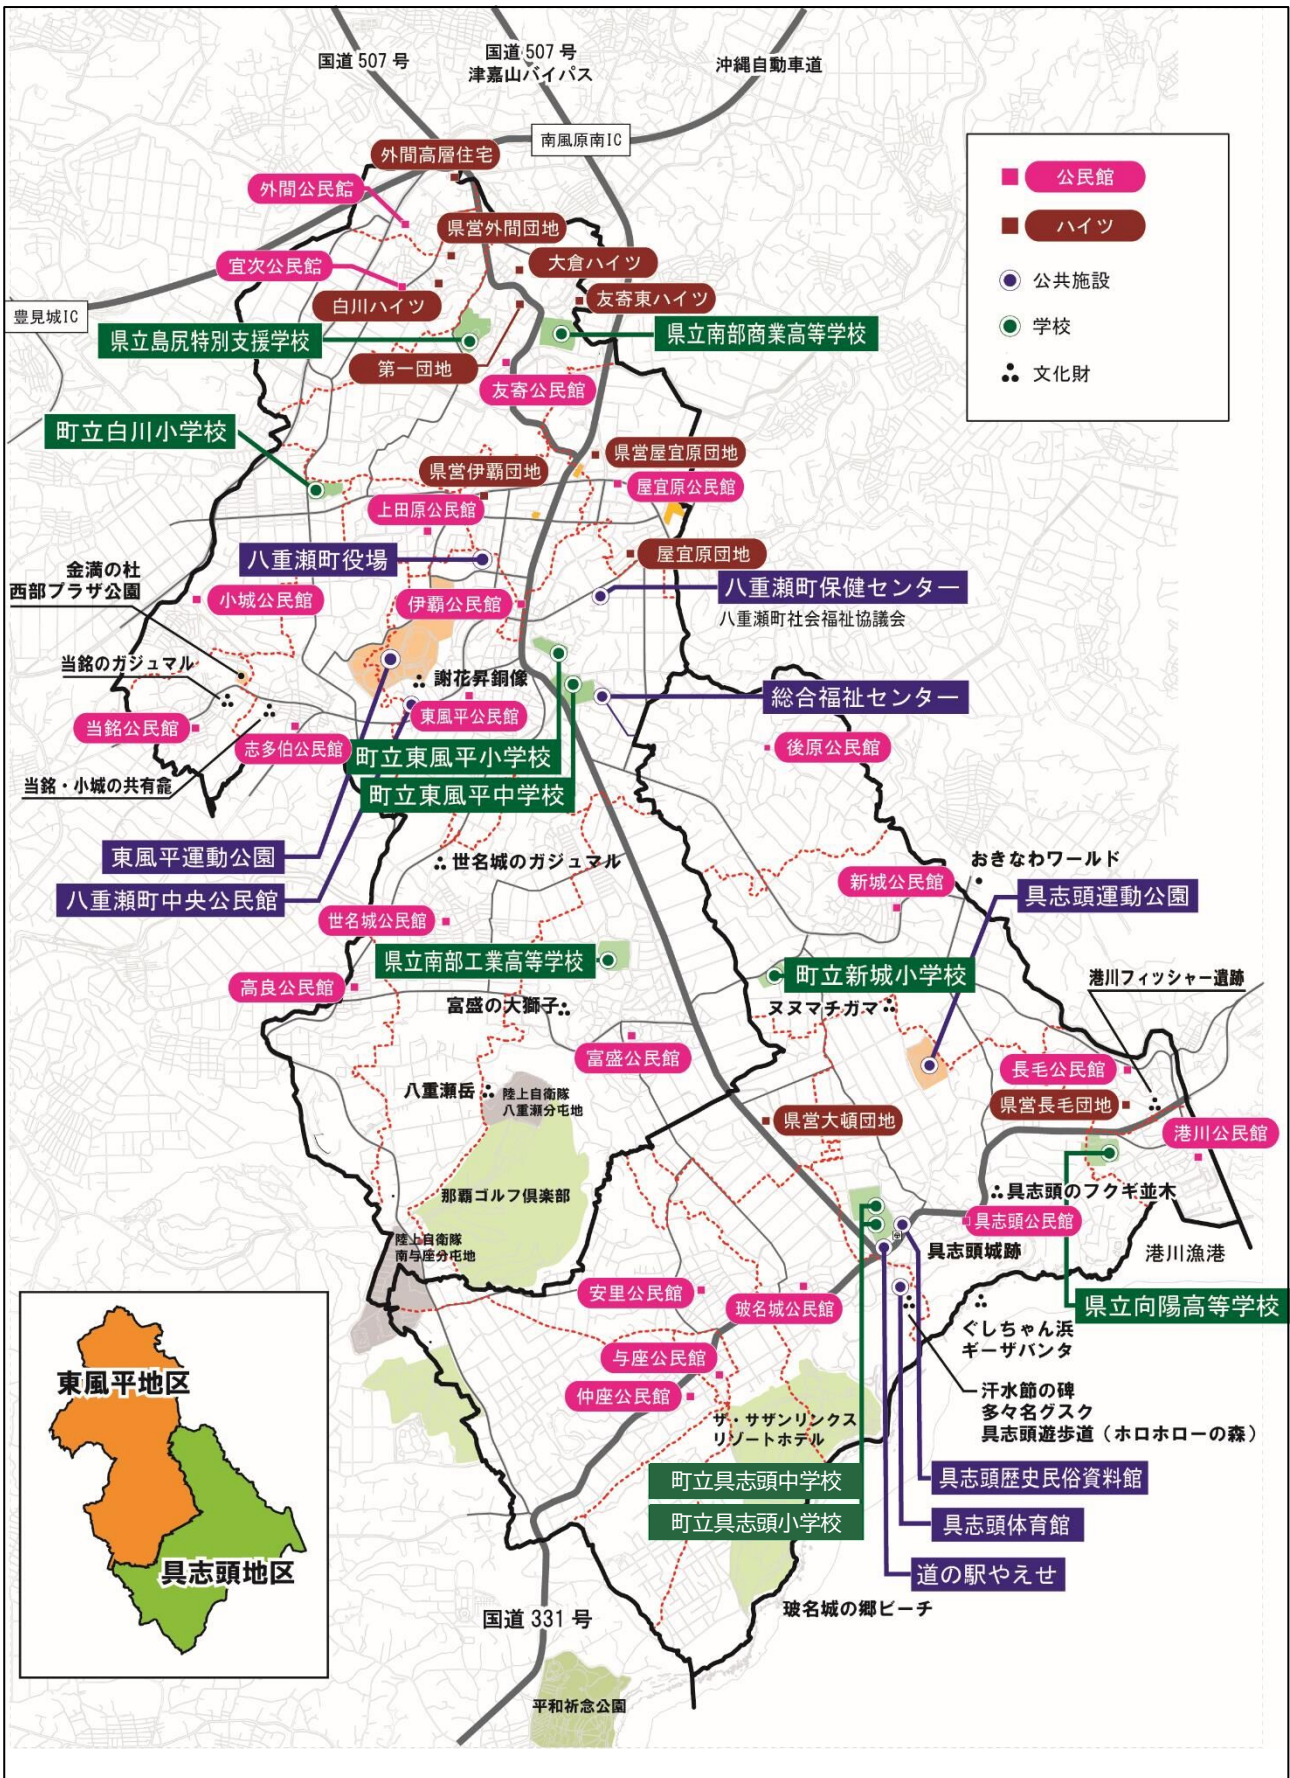 国道 507 号
国道 507 号
津嘉山バイパス
沖縄自動車道
南風原南IC
外間高層住宅
外間公民館
県営外間団地
宜次公民館
大倉ハイツ
白川ハイツ
友寄東ハイツ
豊見城IC
県立島尻特別支援学校
県立南部商業高等学校
第一団地
友寄公民館
公民館
ハイツ
公共施設
学校
文化財
町立白川小学校
県営屋宜原団地
県営伊覇団地
屋宜原公民館
上田原公民館
八重瀬町役場
屋宜原団地
金満の杜
西部プラザ公園
小城公民館
伊覇公民館
八重瀬町保健センター
八重瀬町社会福祉協議会
当銘のガジュマル
謝花昇銅像
総合福祉センター
当銘公民館
志多伯公民館
東風平公民館
後原公民館
町立東風平小学校
当銘・小城の共有龕
町立東風平中学校
東風平運動公園
世名城のガジュマル
おきなわワールド
八重瀬町中央公民館
新城公民館
具志頭運動公園
世名城公民館
県立南部工業高等学校
町立新城小学校
高良公民館
港川フィッシャー遺跡
富盛の大獅子
ヌヌマチガマ
富盛公民館
長毛公民館
八重瀬岳
陸上自衛隊
八重瀬分屯地
県営長毛団地
県営大頓団地
港川公民館
那覇ゴルフ倶楽部
具志頭のフクギ並木
具志頭公民館
陸上自衛隊
南与座分屯地
具志頭城跡
港川漁港
安里公民館
玻名城公民館
県立向陽高等学校
ぐしちゃん浜
ギーザバンタ
与座公民館
仲座公民館
汗水節の碑
多々名グスク
具志頭遊歩道（ホロホローの森）
ザ・サザンリンクス
リゾートホテル
東風平地区
具志頭地区
町立具志頭中学校
具志頭歴史民俗資料館
町立具志頭小学校
具志頭体育館
道の駅やえせ
玻名城の郷ビーチ
国道 331 号
平和祈念公園